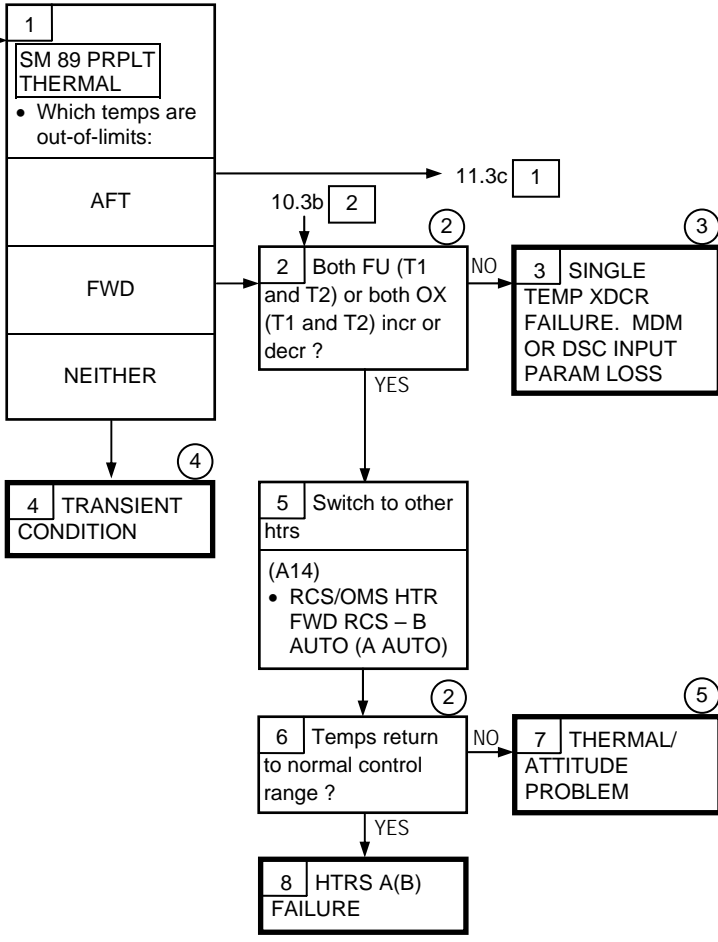 1
SM 89 PRPLT
THERMAL
• Which temps are
out-of-limits:
AFT
11.3c 1
FWD
NEITHER
10.3b 2
2
2 Both FU (T1
and T2) or both OX
(T1 and T2) incr or
decr ?
NO
3
3 SINGLE
TEMP XDCR
FAILURE. MDM
OR DSC INPUT
PARAM LOSS
YES
4
4 TRANSIENT
CONDITION
5 Switch to other
htrs
(A14)
• RCS/OMS HTR
FWD RCS – B
AUTO (A AUTO)
2
6 Temps return
to normal control
range ?
NO
5
7 THERMAL/
ATTITUDE
PROBLEM
YES
8 HTRS A(B)
FAILURE